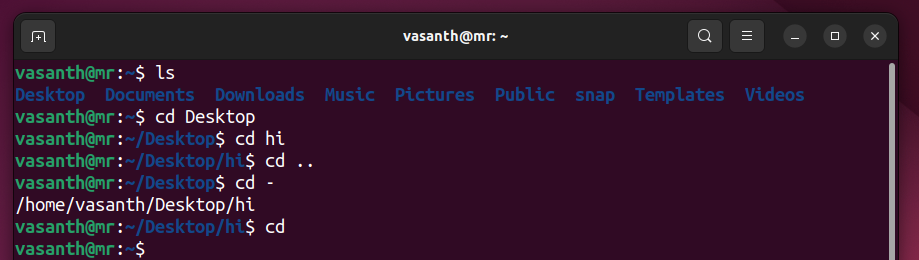 vasanth@mr: ~
vasanth@mr:~$ ls
Desktop  Documents  Downloads  Music  Pictures  Public  snap  Templates  Videos
vasanth@mr:~$ cd Desktop
vasanth@mr:~/Desktop$ cd hi
vasanth@mr:~/Desktop/hi$ cd ..
vasanth@mr:~/Desktop$ cd -
/home/vasanth/Desktop/hi
vasanth@mr:~/Desktop/hi$ cd
vasanth@mr:~$